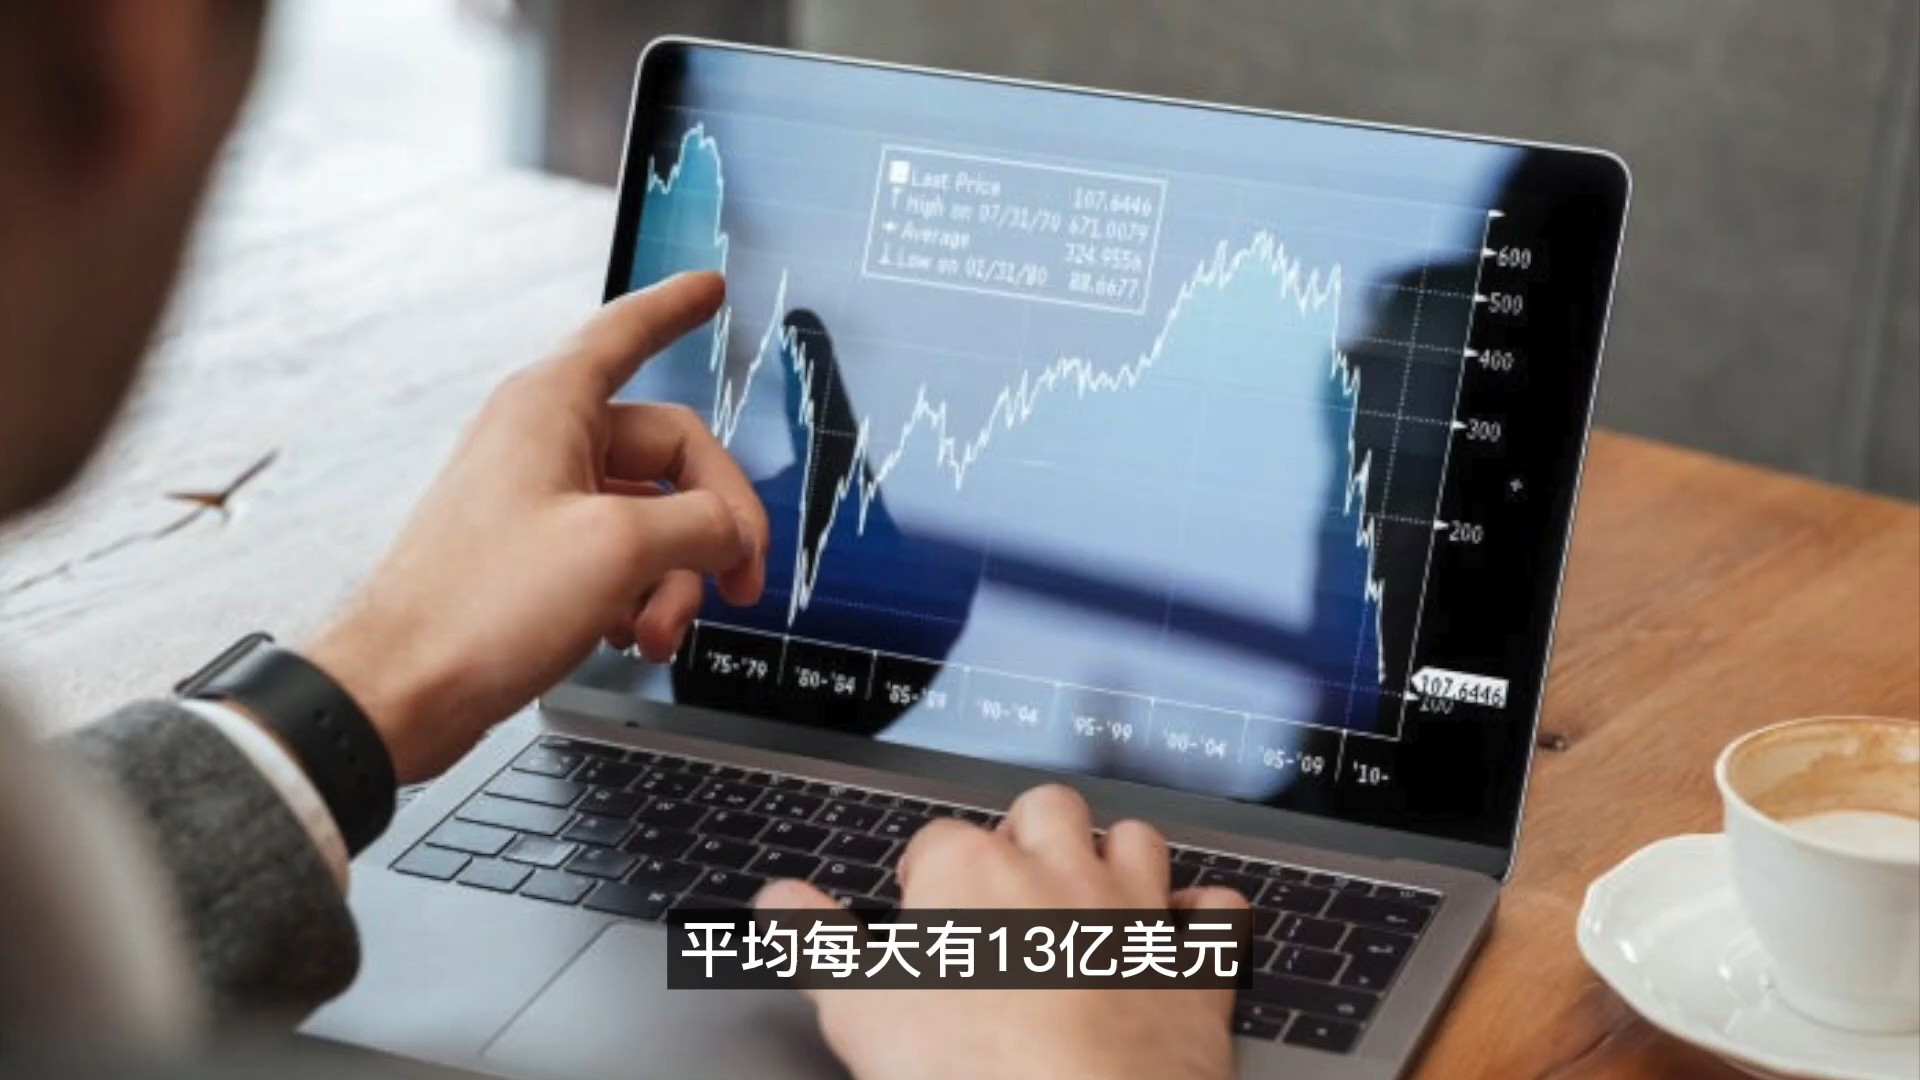 Last Price 107.6446
High on 07/31/70 671.0079
Average 324.9556
Low on 01/31/80 88.6677
600
500
400
300
200
107.6446
100
'75-'79 '80-'84 '85-'89 '90-'94 '95-'99 '00-'04 '05-'09 '10-
平均每天有13亿美元